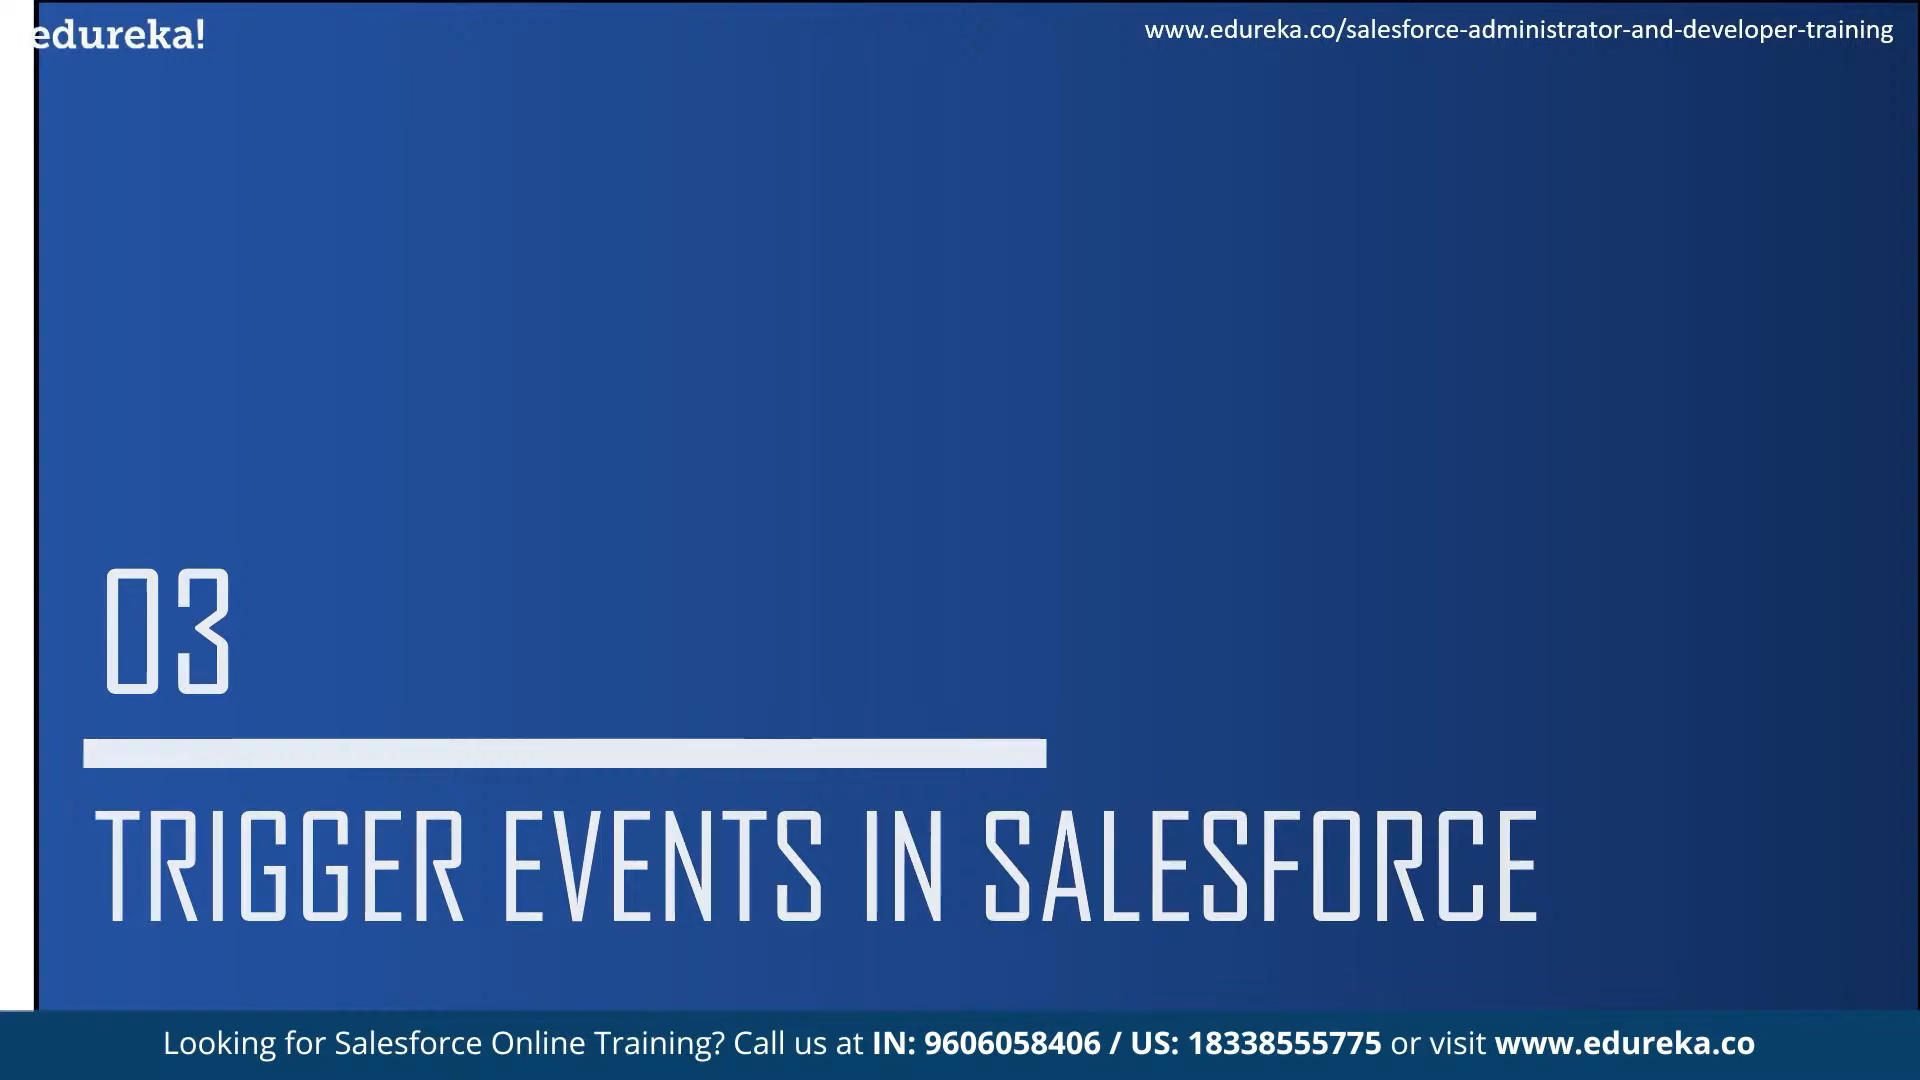 edureka!
www.edureka.co/salesforce-administrator-and-developer-training
03
TRIGGER EVENTS IN SALESFORCE
Looking for Salesforce Online Training? Call us at IN: 9606058406 / US: 18338555775 or visit www.edureka.co